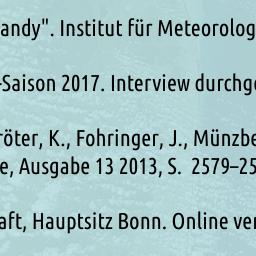 andy". Institut für Meteorolog
-Saison 2017. Interview durchge
röter, K., Fohringer, J., Münzbe
e, Ausgabe 13 2013, S. 2579–25
aft, Hauptsitz Bonn. Online ver